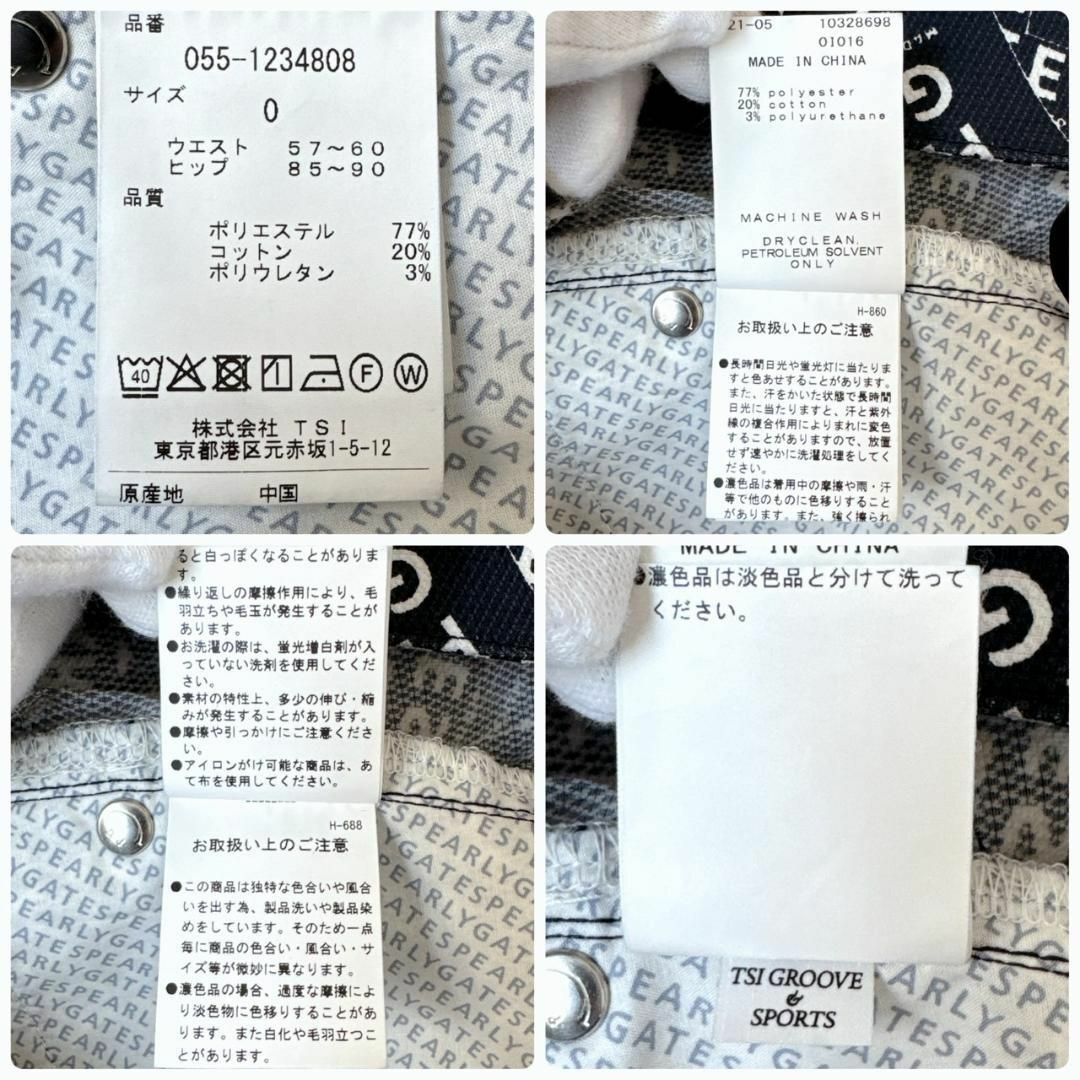 品番
055-1234808
サイズ
0
ウエスト 57～60
ヒップ 85～90
品質
ポリエステル 77%
コットン 20%
ポリウレタン 3%
40
F W
株式会社 TSI
東京都港区元赤坂1-5-12
原産地 中国
21-05 10328698
01016
MADE IN CHINA
77% polyester
20% cotton
3% polyurethane
MACHINE WASH
DRYCLEAN,
PETROLEUM SOLVENT
ONLY
H-860
お取扱い上のご注意
●長時間日光や蛍光灯に当たりま
すと色あせすることがあります。
また、汗をかいた状態で長時間
日光に当たりますと、汗と紫外
線の複合作用によりまれに変色
することがありますので、放置
せず速やかに洗濯処理をしてく
ださい。
●濃色品は着用中の摩擦や雨・汗
等で他のものに色移りすること
があります。また、強く擦られ
ると白っぽくなることがありま
す。
●繰り返しの摩擦作用により、毛
羽立ちや毛玉が発生することが
あります。
●お洗濯の際は、蛍光増白剤が入
っていない洗剤を使用してくだ
さい。
●素材の特性上、多少の伸び・縮
みが発生することがあります。
●摩擦や引っかけにご注意くださ
い。
●アイロンがけ可能な商品は、あ
て布を使用してください。
H-688
お取扱い上のご注意
●この商品は独特な色合いや風合
いを出す為、製品洗いや製品染
めをしています。そのため一点
毎に商品の色合い・風合い・サ
イズ等が微妙に異なります。
●濃色品の場合、過度な摩擦によ
り淡色物に色移りすることがあ
ります。また白化や毛羽立つこ
とがあります。
MADE IN CHINA
●濃色品は淡色品と分けて洗って
ください。
TSI GROOVE
&
SPORTS
PEARLYGATES